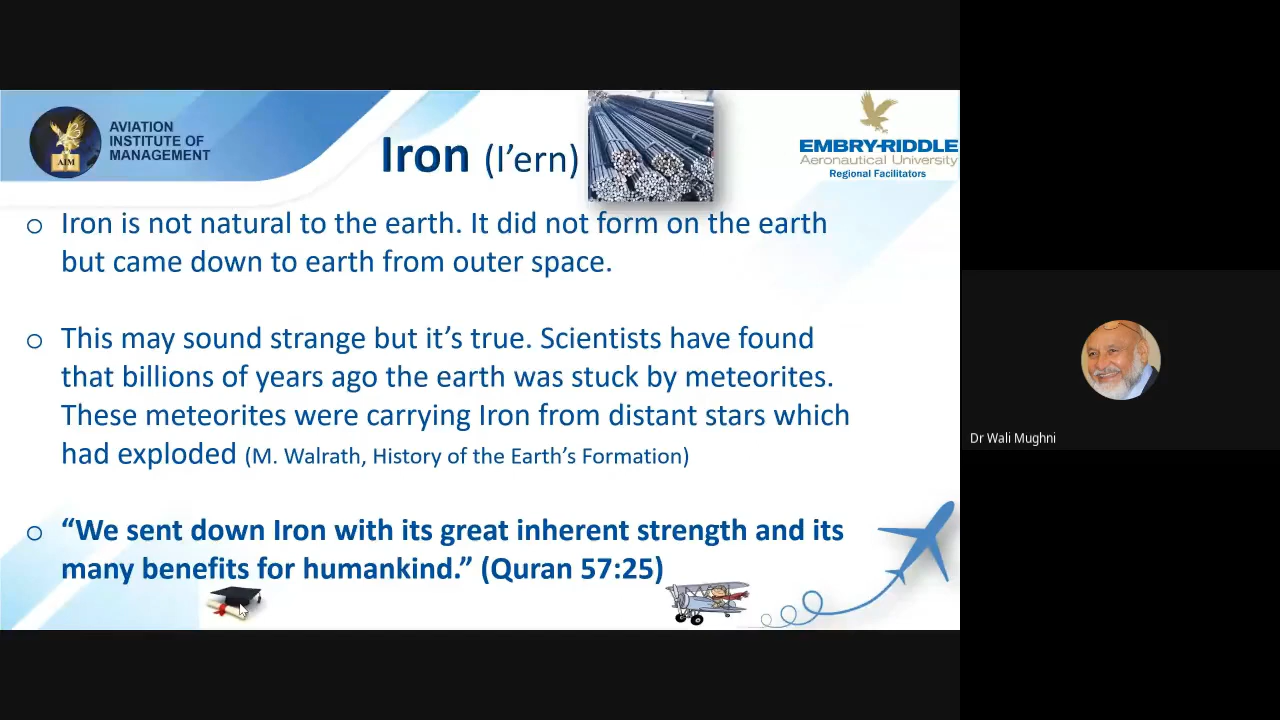 AVIATION
INSTITUTE OF
MANAGEMENT
AIM
Iron (I’ern)
EMBRY-RIDDLE
Aeronautical University
Regional Facilitators
o Iron is not natural to the earth. It did not form on the earth
but came down to earth from outer space.
o This may sound strange but it’s true. Scientists have found
that billions of years ago the earth was stuck by meteorites.
These meteorites were carrying Iron from distant stars which
had exploded (M. Walrath, History of the Earth’s Formation)
o “We sent down Iron with its great inherent strength and its
many benefits for humankind.” (Quran 57:25)
Dr Wali Mughni